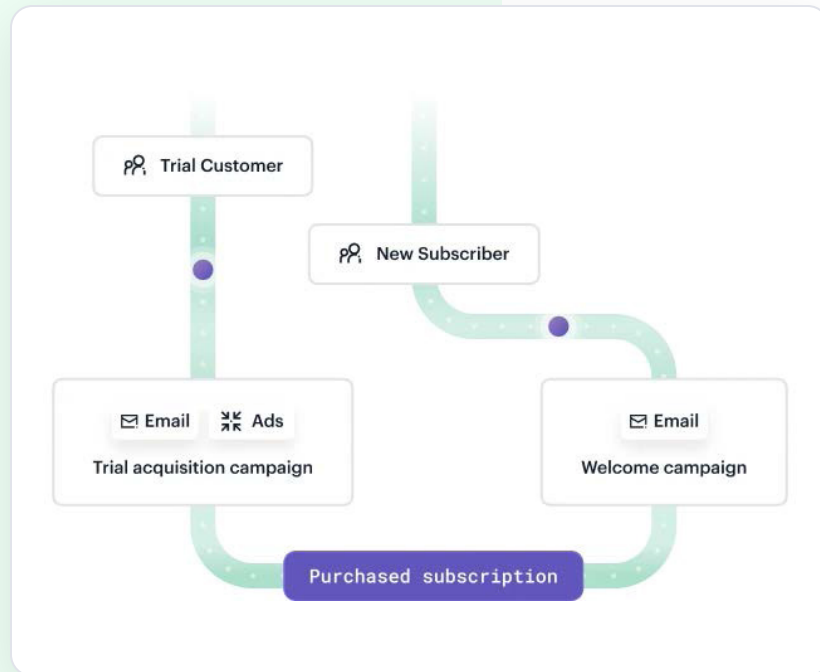 Trial Customer
New Subscriber
Email Ads
Trial acquisition campaign
Email
Welcome campaign
Purchased subscription